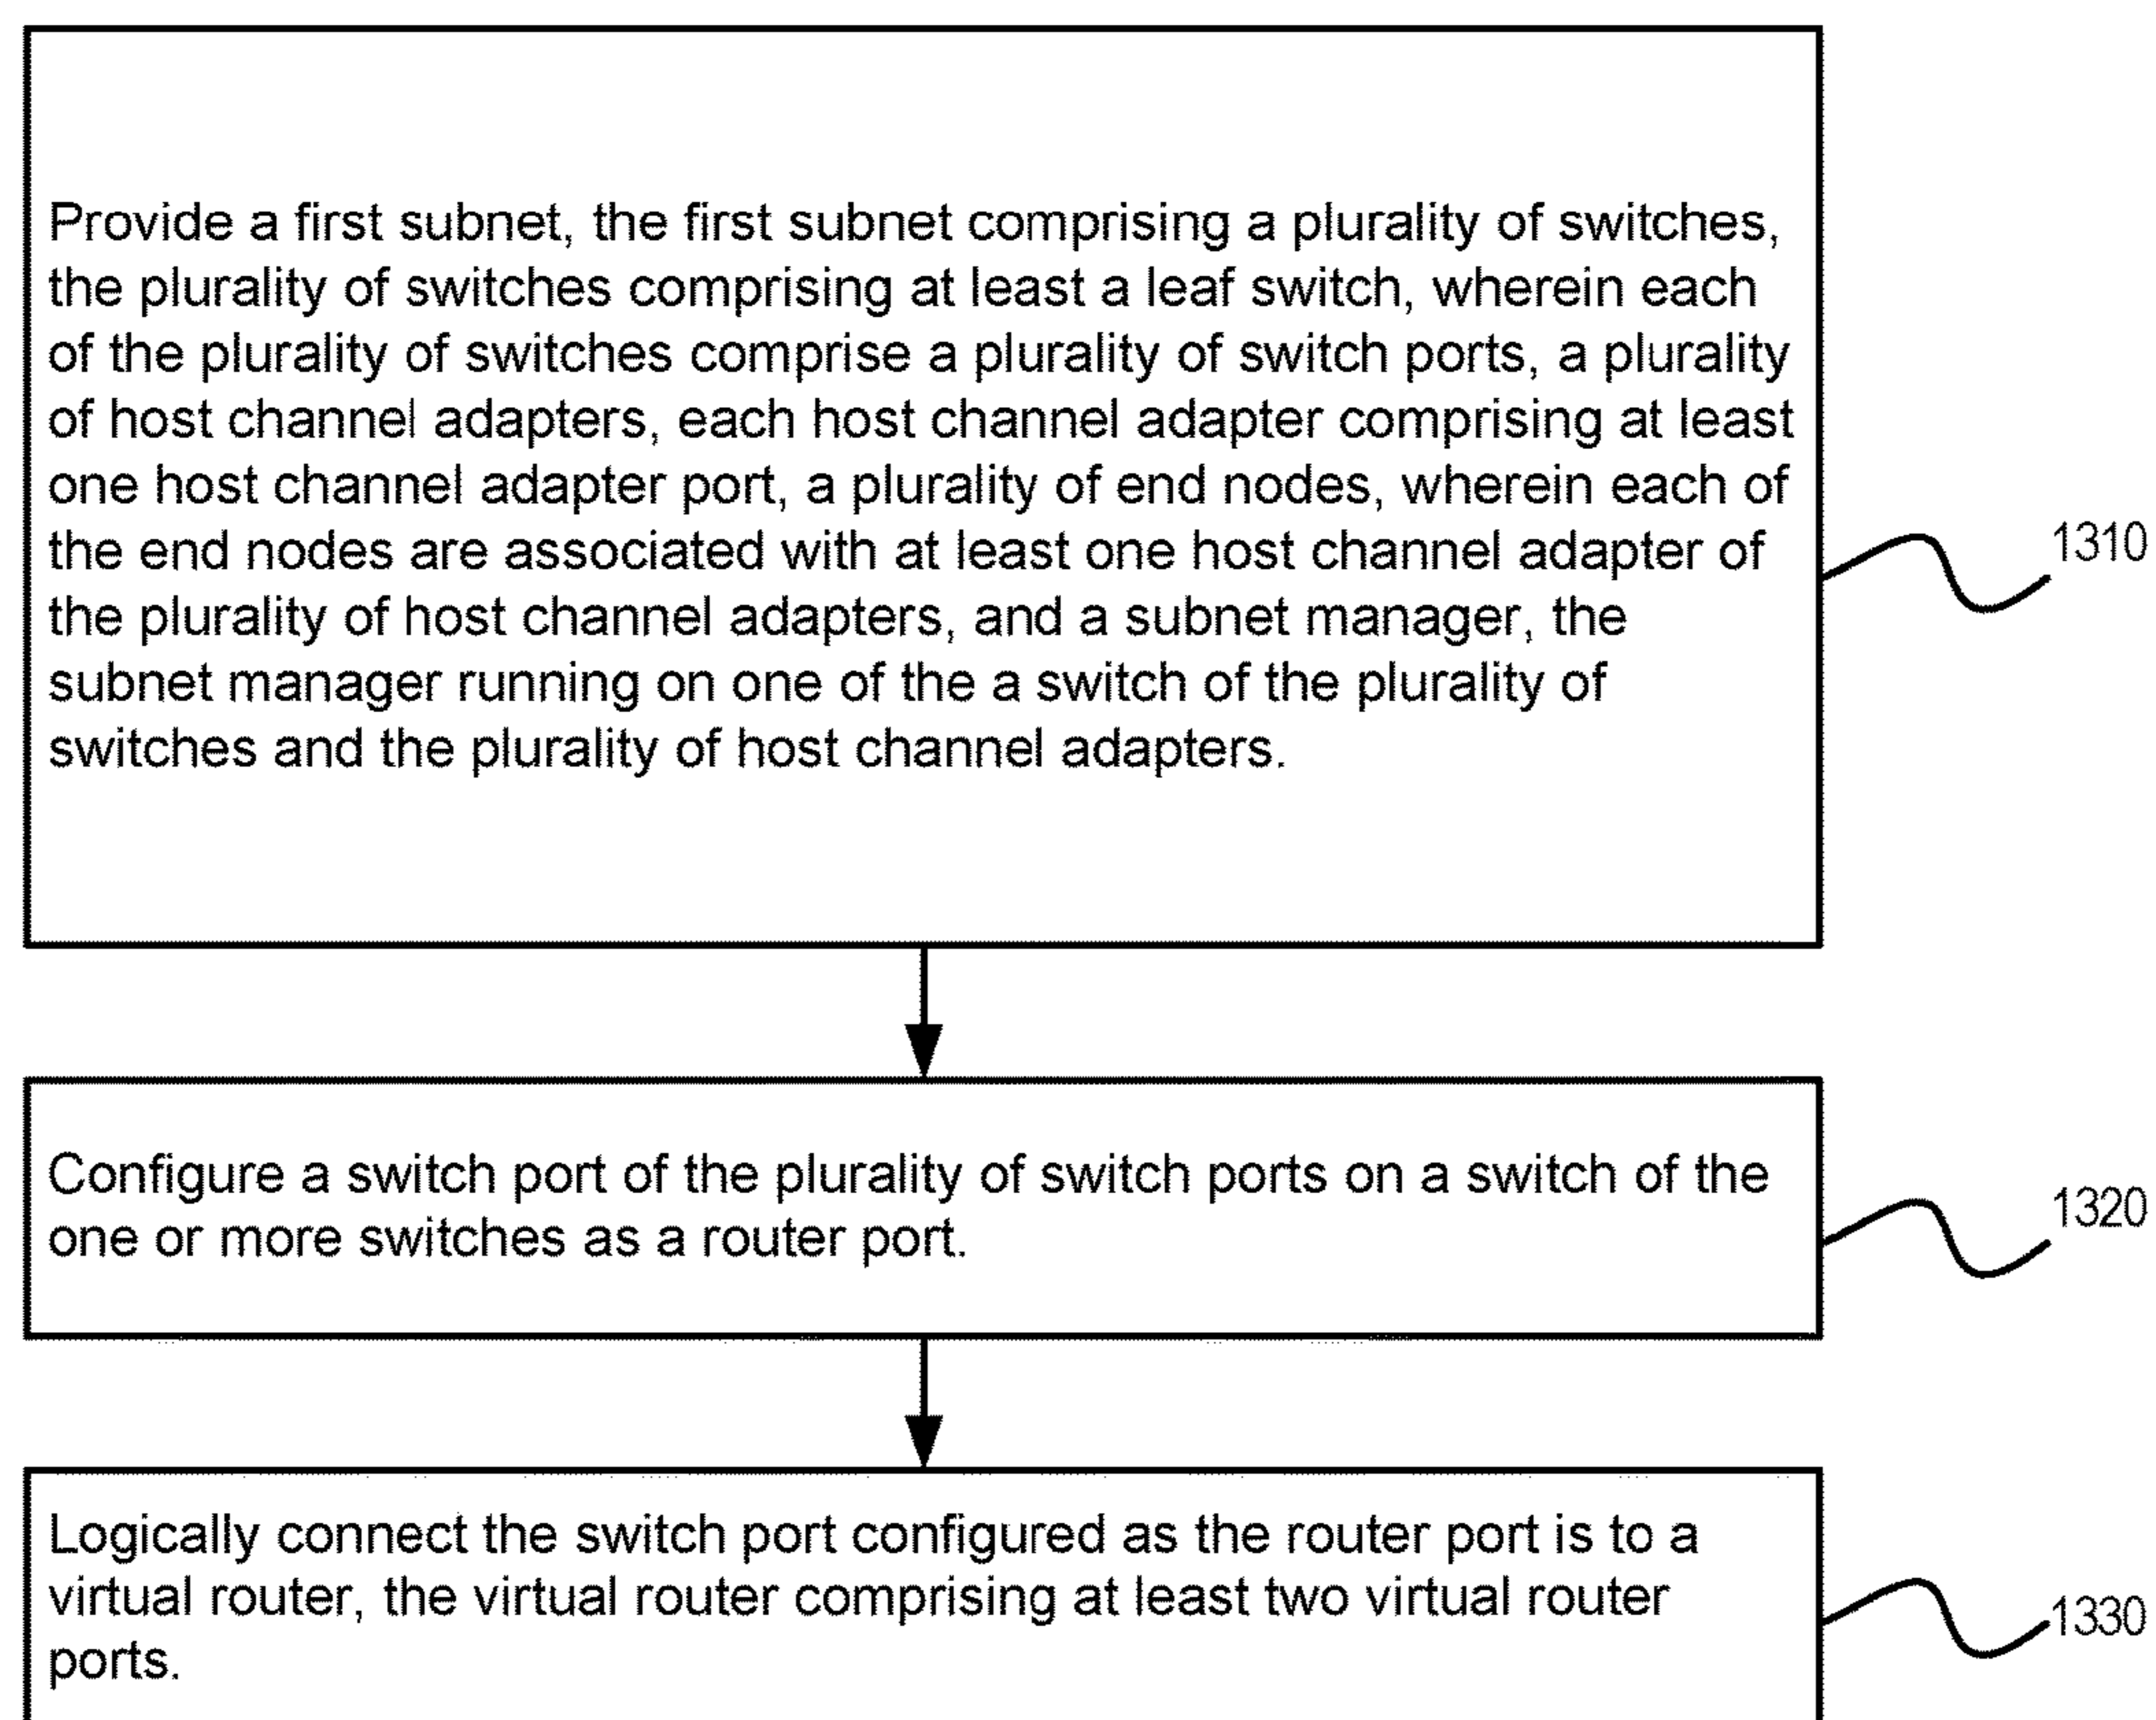 Provide a first subnet, the first subnet comprising a plurality of switches,
the plurality of switches comprising at least a leaf switch, wherein each
of the plurality of switches comprise a plurality of switch ports, a plurality
of host channel adapters, each host channel adapter comprising at least
one host channel adapter port, a plurality of end nodes, wherein each of
the end nodes are associated with at least one host channel adapter of
the plurality of host channel adapters, and a subnet manager, the
subnet manager running on one of the a switch of the plurality of
switches and the plurality of host channel adapters.
1310
Configure a switch port of the plurality of switch ports on a switch of the
one or more switches as a router port.
1320
Logically connect the switch port configured as the router port is to a
virtual router, the virtual router comprising at least two virtual router
ports.
1330